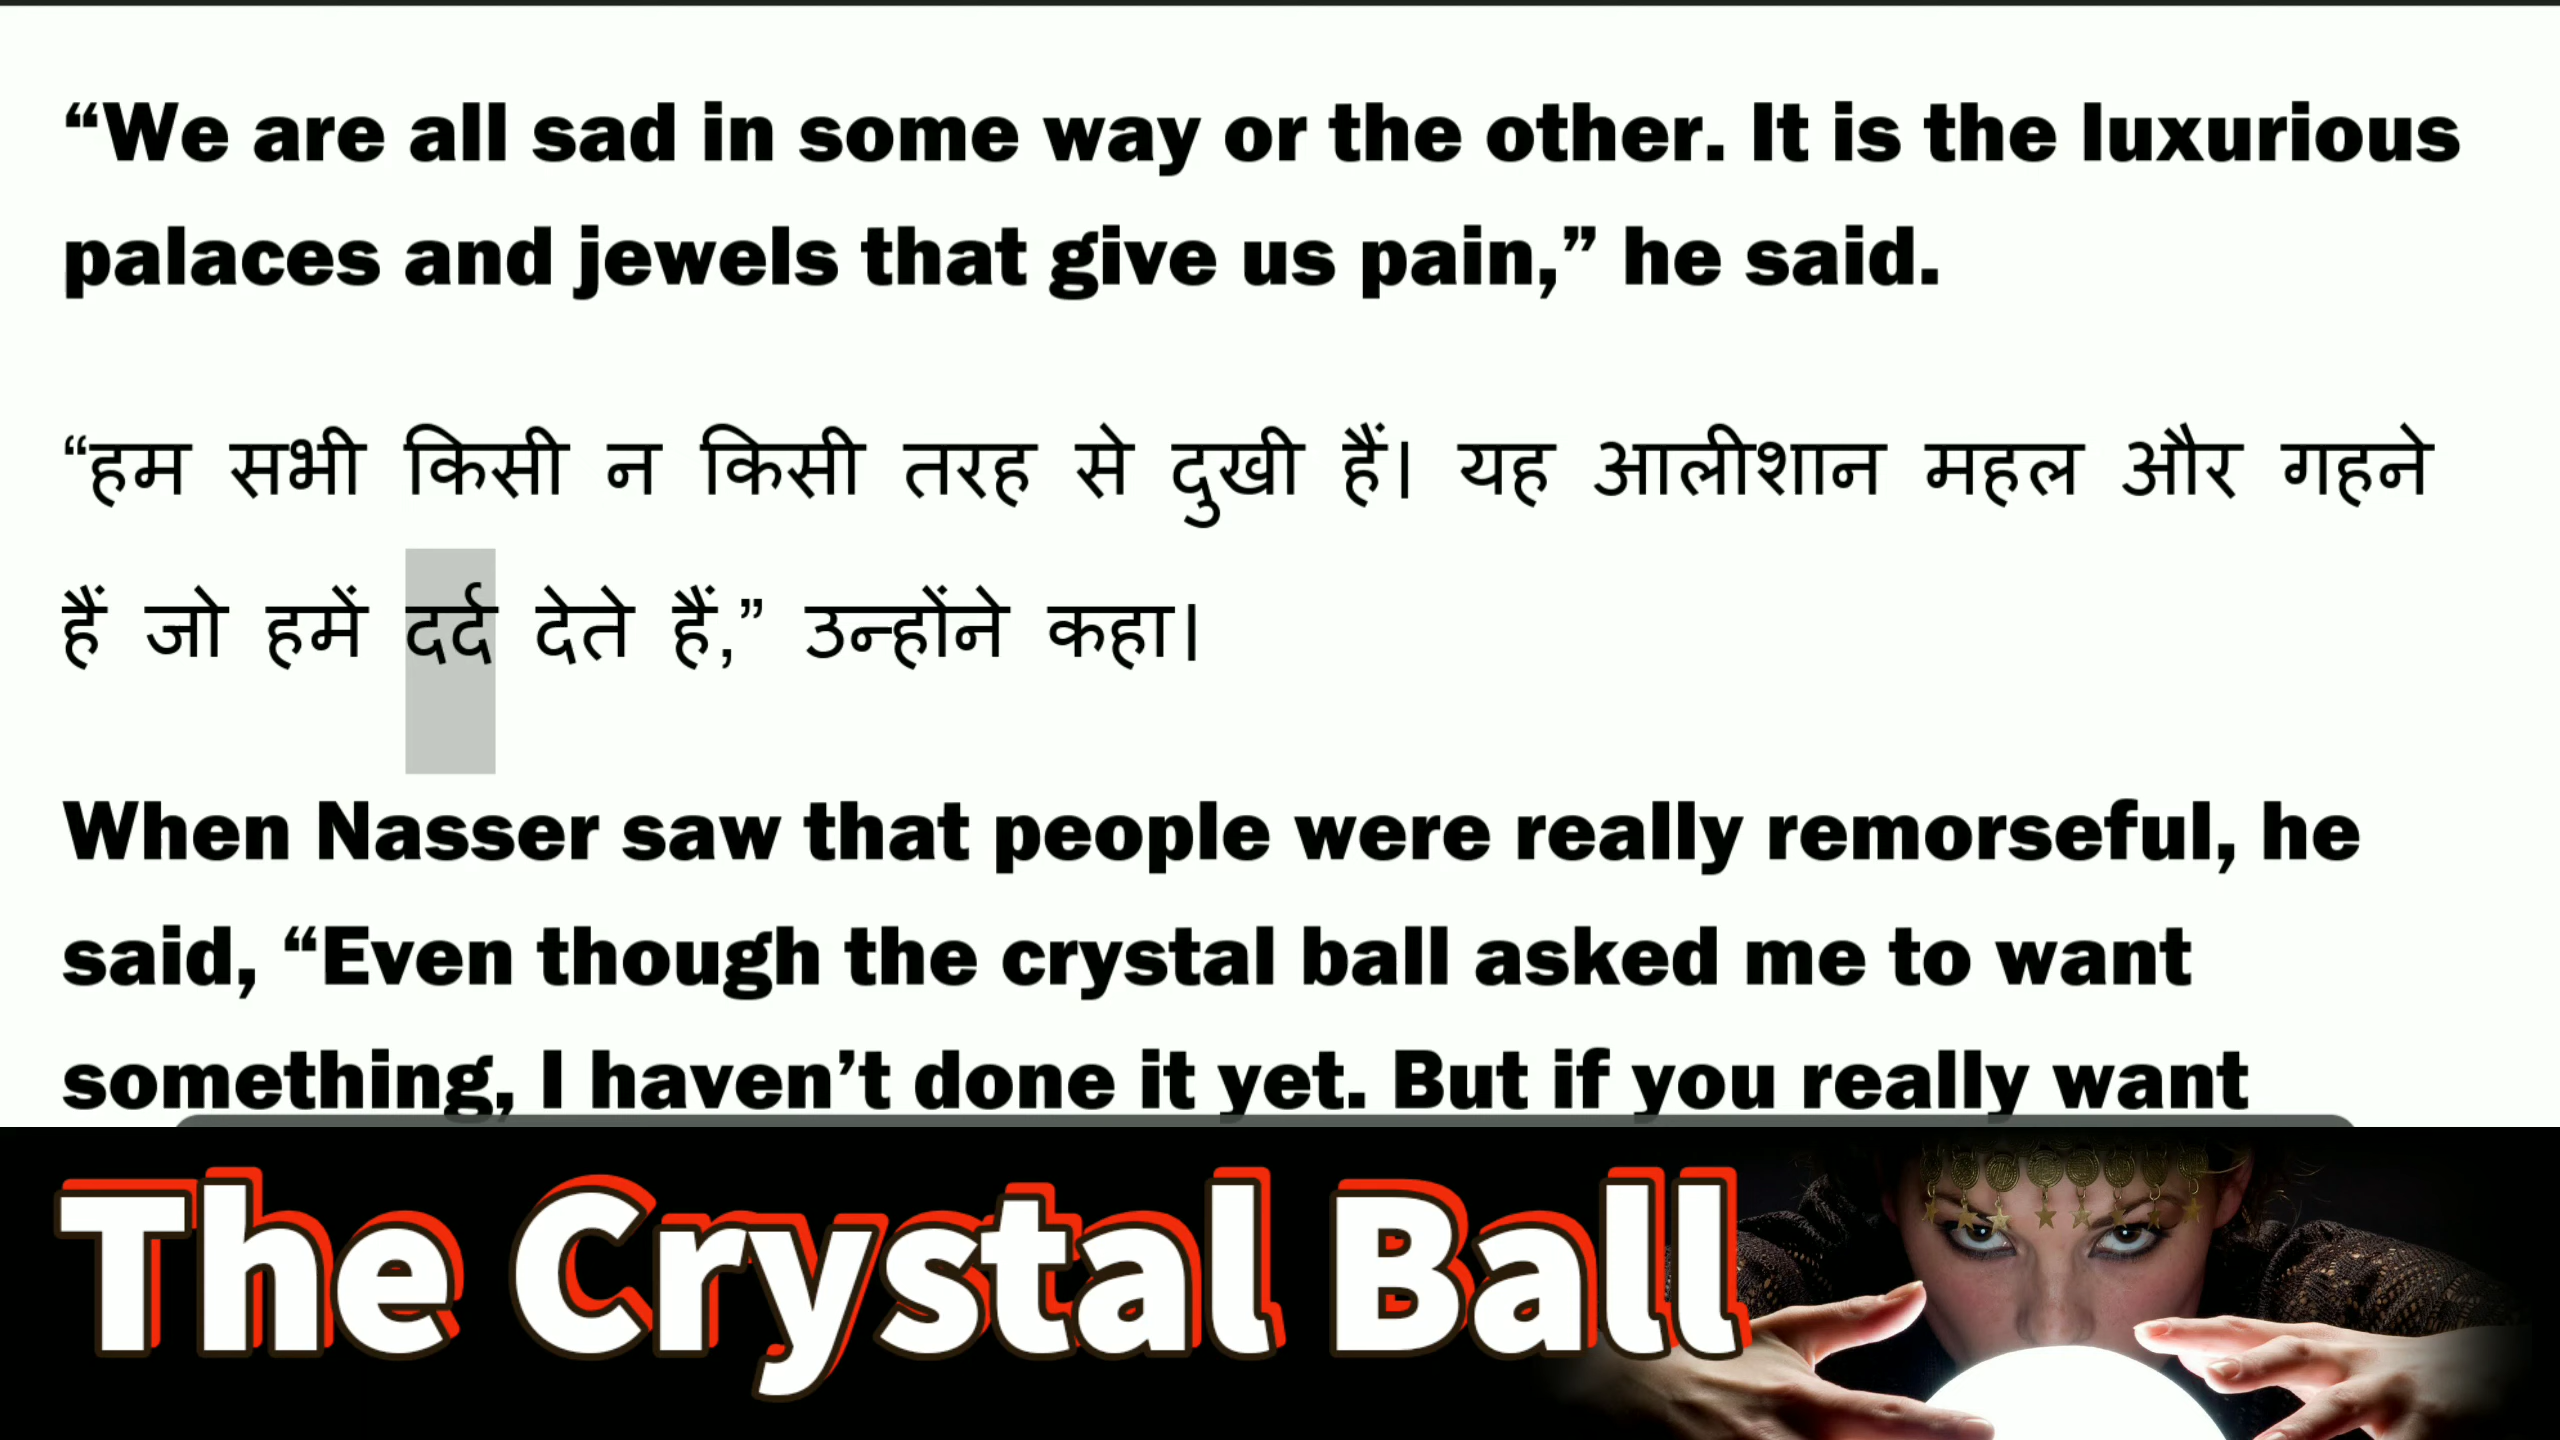 “We are all sad in some way or the other. It is the luxurious
palaces and jewels that give us pain,” he said.
“हम सभी किसी न किसी तरह से दुखी हैं। यह आलीशान महल और गहने
हैं जो हमें दर्द देते हैं,” उन्होंने कहा।
When Nasser saw that people were really remorseful, he
said, “Even though the crystal ball asked me to want
something, I haven’t done it yet. But if you really want
The Crystal Ball